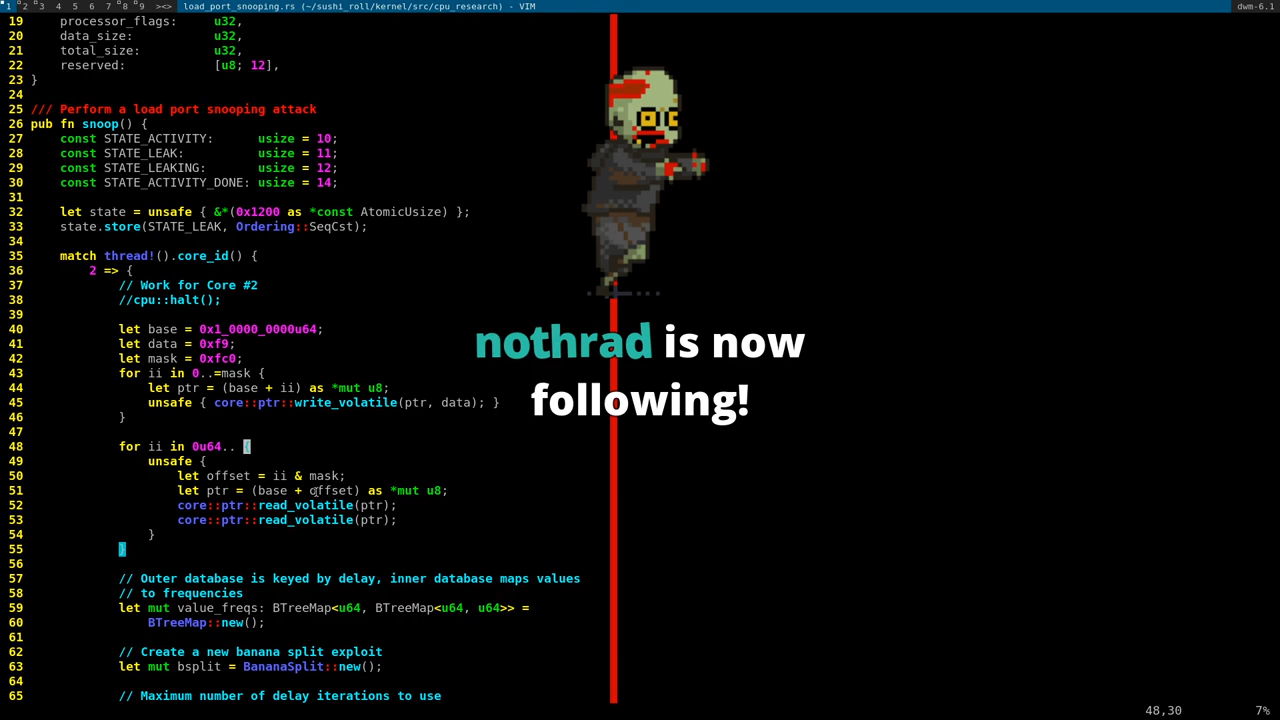 1 2 3 4 5 6 7 8 9 ><> load_port_snooping.rs (~/sushi_roll/kernel/src/cpu_research) - VIM dwm-6.1
19     processor_flags:     u32,
20     data_size:           u32,
21     total_size:          u32,
22     reserved:            [u8; 12],
23 }
24
25 /// Perform a load port snooping attack
26 pub fn snoop() {
27     const STATE_ACTIVITY:      usize = 10;
28     const STATE_LEAK:          usize = 11;
29     const STATE_LEAKING:       usize = 12;
30     const STATE_ACTIVITY_DONE: usize = 14;
31
32     let state = unsafe { &*(0x1200 as *const AtomicUsize) };
33     state.store(STATE_LEAK, Ordering::SeqCst);
34
35     match thread!().core_id() {
36         2 => {
37             // Work for Core #2
38             //cpu::halt();
39
40             let base = 0x1_0000_0000u64;
41             let data = 0xf9;
42             let mask = 0xfc0;
43             for ii in 0..=mask {
44                 let ptr = (base + ii) as *mut u8;
45                 unsafe { core::ptr::write_volatile(ptr, data); }
46             }
47
48             for ii in 0u64.. {
49                 unsafe {
50                     let offset = ii & mask;
51                     let ptr = (base + offset) as *mut u8;
52                     core::ptr::read_volatile(ptr);
53                     core::ptr::read_volatile(ptr);
54                 }
55             }
56
57             // Outer database is keyed by delay, inner database maps values
58             // to frequencies
59             let mut value_freqs: BTreeMap<u64, BTreeMap<u64, u64>> =
60                 BTreeMap::new();
61
62             // Create a new banana split exploit
63             let mut bsplit = BananaSplit::new();
64
65             // Maximum number of delay iterations to use
nothrad is now
following!
48,30 7%